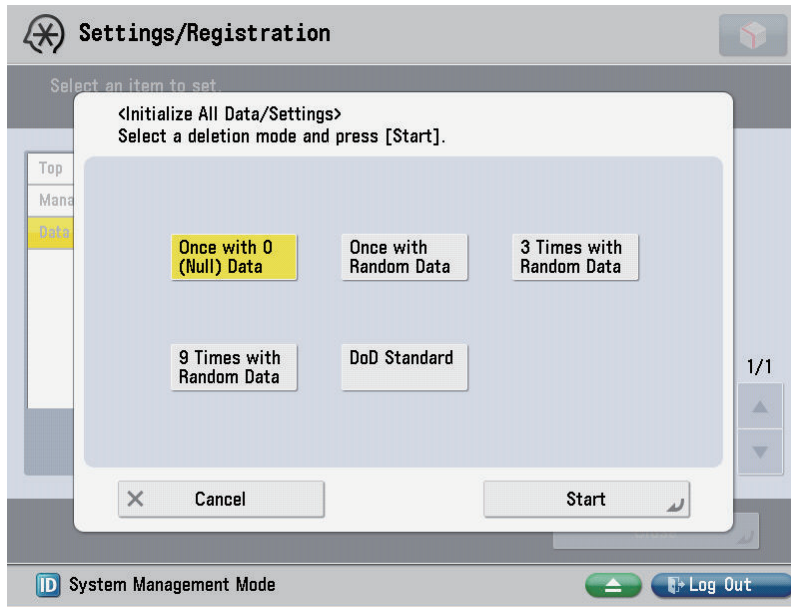 Settings/Registration
Select an item to set.
<Initialize All Data/Settings>
Select a deletion mode and press [Start].
Top
Mana
Data
Once with 0
(Null) Data
Once with
Random Data
3 Times with
Random Data
9 Times with
Random Data
DoD Standard
1/1
Cancel
Start
Close
ID System Management Mode
Log Out